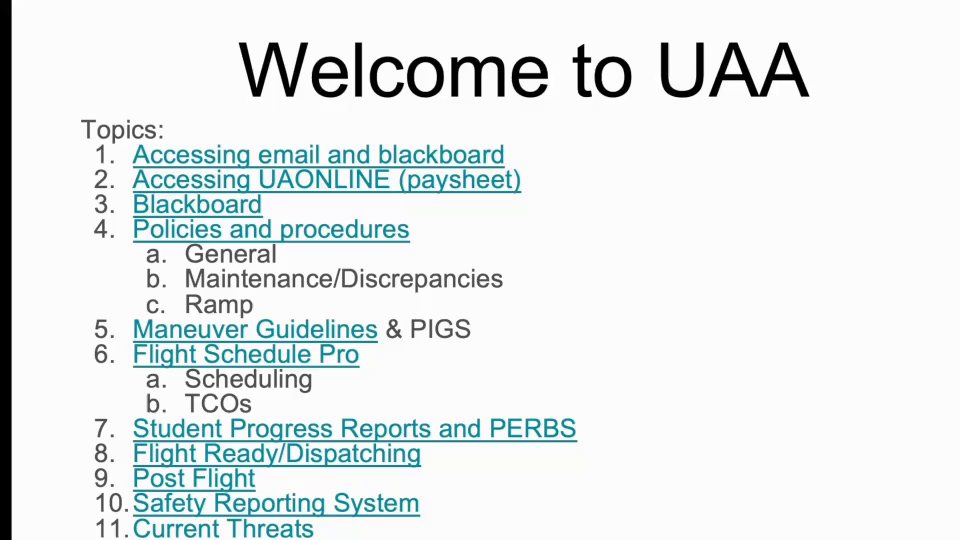 Welcome to UAA
Topics:
1. Accessing email and blackboard
2. Accessing UAONLINE (paysheet)
3. Blackboard
4. Policies and procedures
a. General
b. Maintenance/Discrepancies
c. Ramp
5. Maneuver Guidelines & PIGS
6. Flight Schedule Pro
a. Scheduling
b. TCOs
7. Student Progress Reports and PERBS
8. Flight Ready/Dispatching
9. Post Flight
10. Safety Reporting System
11. Current Threats